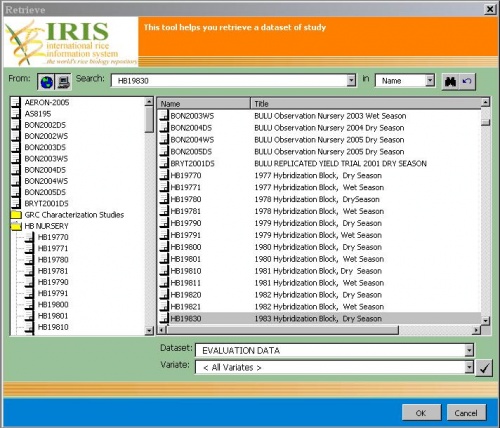 Retrieve
IRIS
international rice
information system
the world's rice biology repository
This tool helps you retrieve a dataset of study
From:
Search:
HB19830
in
Name
AERON-2005
AS8195
BON2002DS
BON2002WS
BON2003DS
BON2003WS
BON2004DS
BON2004WS
BON2005DS
BRYT2001DS
GRC Characterization Studies
HB NURSERY
HB19770
HB19771
HB19780
HB19781
HB19790
HB19791
HB19800
HB19801
HB19810
Name Title
BON2003WS BULU Observation Nursery 2003 Wet Season
BON2004DS BULU Observation Nursery 2004 Dry Season
BON2004WS BULU Observation Nursery 2005 Dry Season
BON2005DS BULU Observation Nursery 2005 Dry Season
BRYT2001DS BULU REPLICATED YIELD TRIAL 2001 DRY SEASON
HB19770 1977 Hybridization Block, Dry Season
HB19771 1977 Hybridization Block, Wet Season
HB19780 1978 Hybridization Block, DrySeason
HB19781 1978 Hybridization Block, Wet Season
HB19790 1979 Hybridization Block, Dry Season
HB19791 1979 Hybridization Block, Wet Season
HB19800 1980 Hybridization Block, Dry Season
HB19801 1980 Hybridization Block, Wet Season
HB19810 1981 Hybridization Block, Dry Season
HB19811 1981 Hybridization Block, Wet Season
HB19820 1982 Hybridization Block, Dry Season
HB19821 1982 Hybridization Block, Wet Season
HB19830 1983 Hybridization Block, Dry Season
Dataset: EVALUATION DATA
Variate: < All Variates >
OK
Cancel